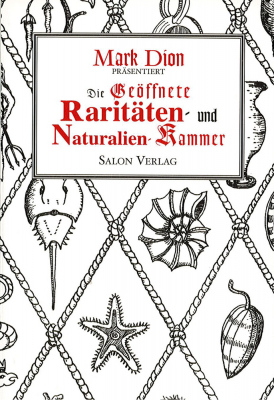 Mark Dion
PRÄSENTIERT
Die Geöffnete
Raritäten- und
Naturalien-Kammer
SALON VERLAG